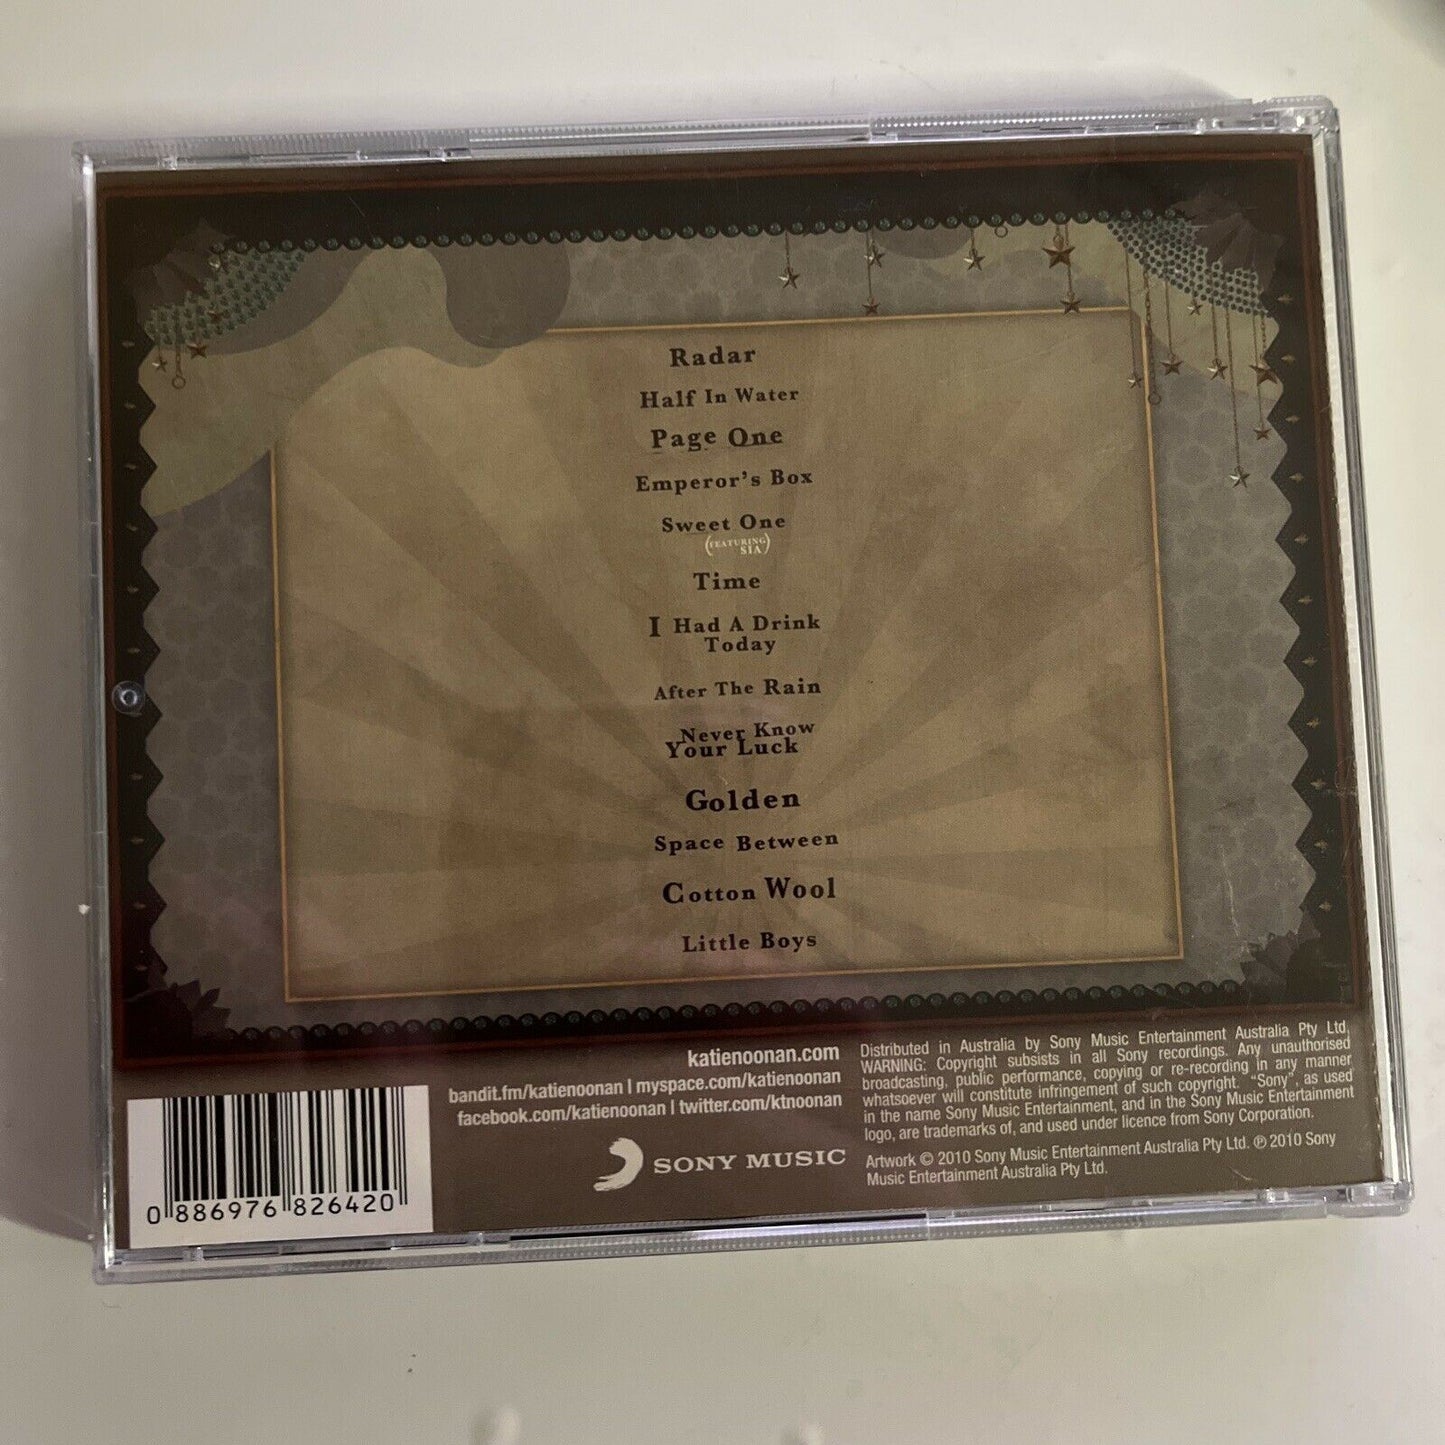 Radar
Half In Water
Page One
Emperor's Box
Sweet One
(FEATURING
SIA)
Time
I Had A Drink
Today
After The Rain
Never Know
Your Luck
Golden
Space Between
Cotton Wool
Little Boys
katienoonan.com
bandit.fm/katienoonan | myspace.com/katienoonan
facebook.com/katienoonan | twitter.com/ktnoonan
SONY MUSIC
Distributed in Australia by Sony Music Entertainment Australia Pty Ltd.
WARNING: Copyright subsists in all Sony recordings. Any unauthorised
broadcasting, public performance, copying or re-recording in any manner
whatsoever will constitute infringement of such copyright. "Sony", as used
in the name Sony Music Entertainment, and in the Sony Music Entertainment
logo, are trademarks of, and used under licence from Sony Corporation.
Artwork © 2010 Sony Music Entertainment Australia Pty Ltd. ℗ 2010 Sony
Music Entertainment Australia Pty Ltd.
0 886976 826420